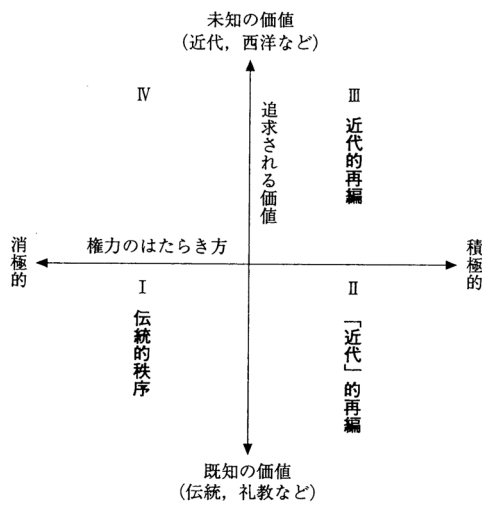 未知の価値
(近代，西洋など)
Ⅳ
追求される価値
Ⅲ
近代的再編
消極的
権力のはたらき方
積極的
Ⅰ
伝統的秩序
Ⅱ
「近代」的再編
既知の価値
(伝統，礼教など)